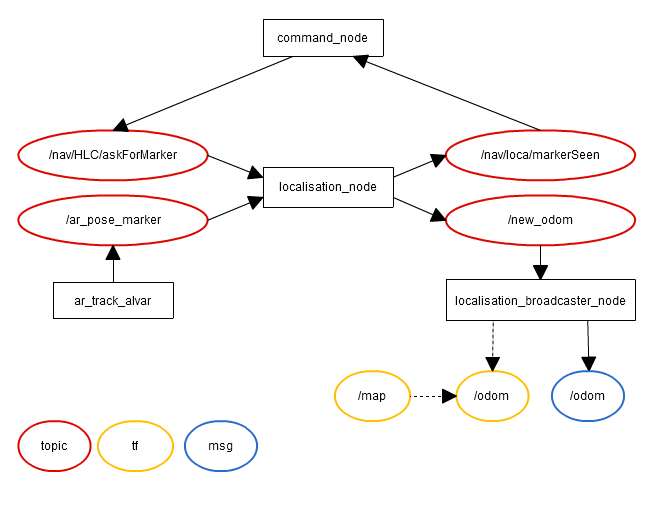 command_node
/nav/HLC/askForMarker
/nav/loca/markerSeen
localisation_node
/ar_pose_marker
/new_odom
ar_track_alvar
localisation_broadcaster_node
/map
/odom
/odom
topic
tf
msg